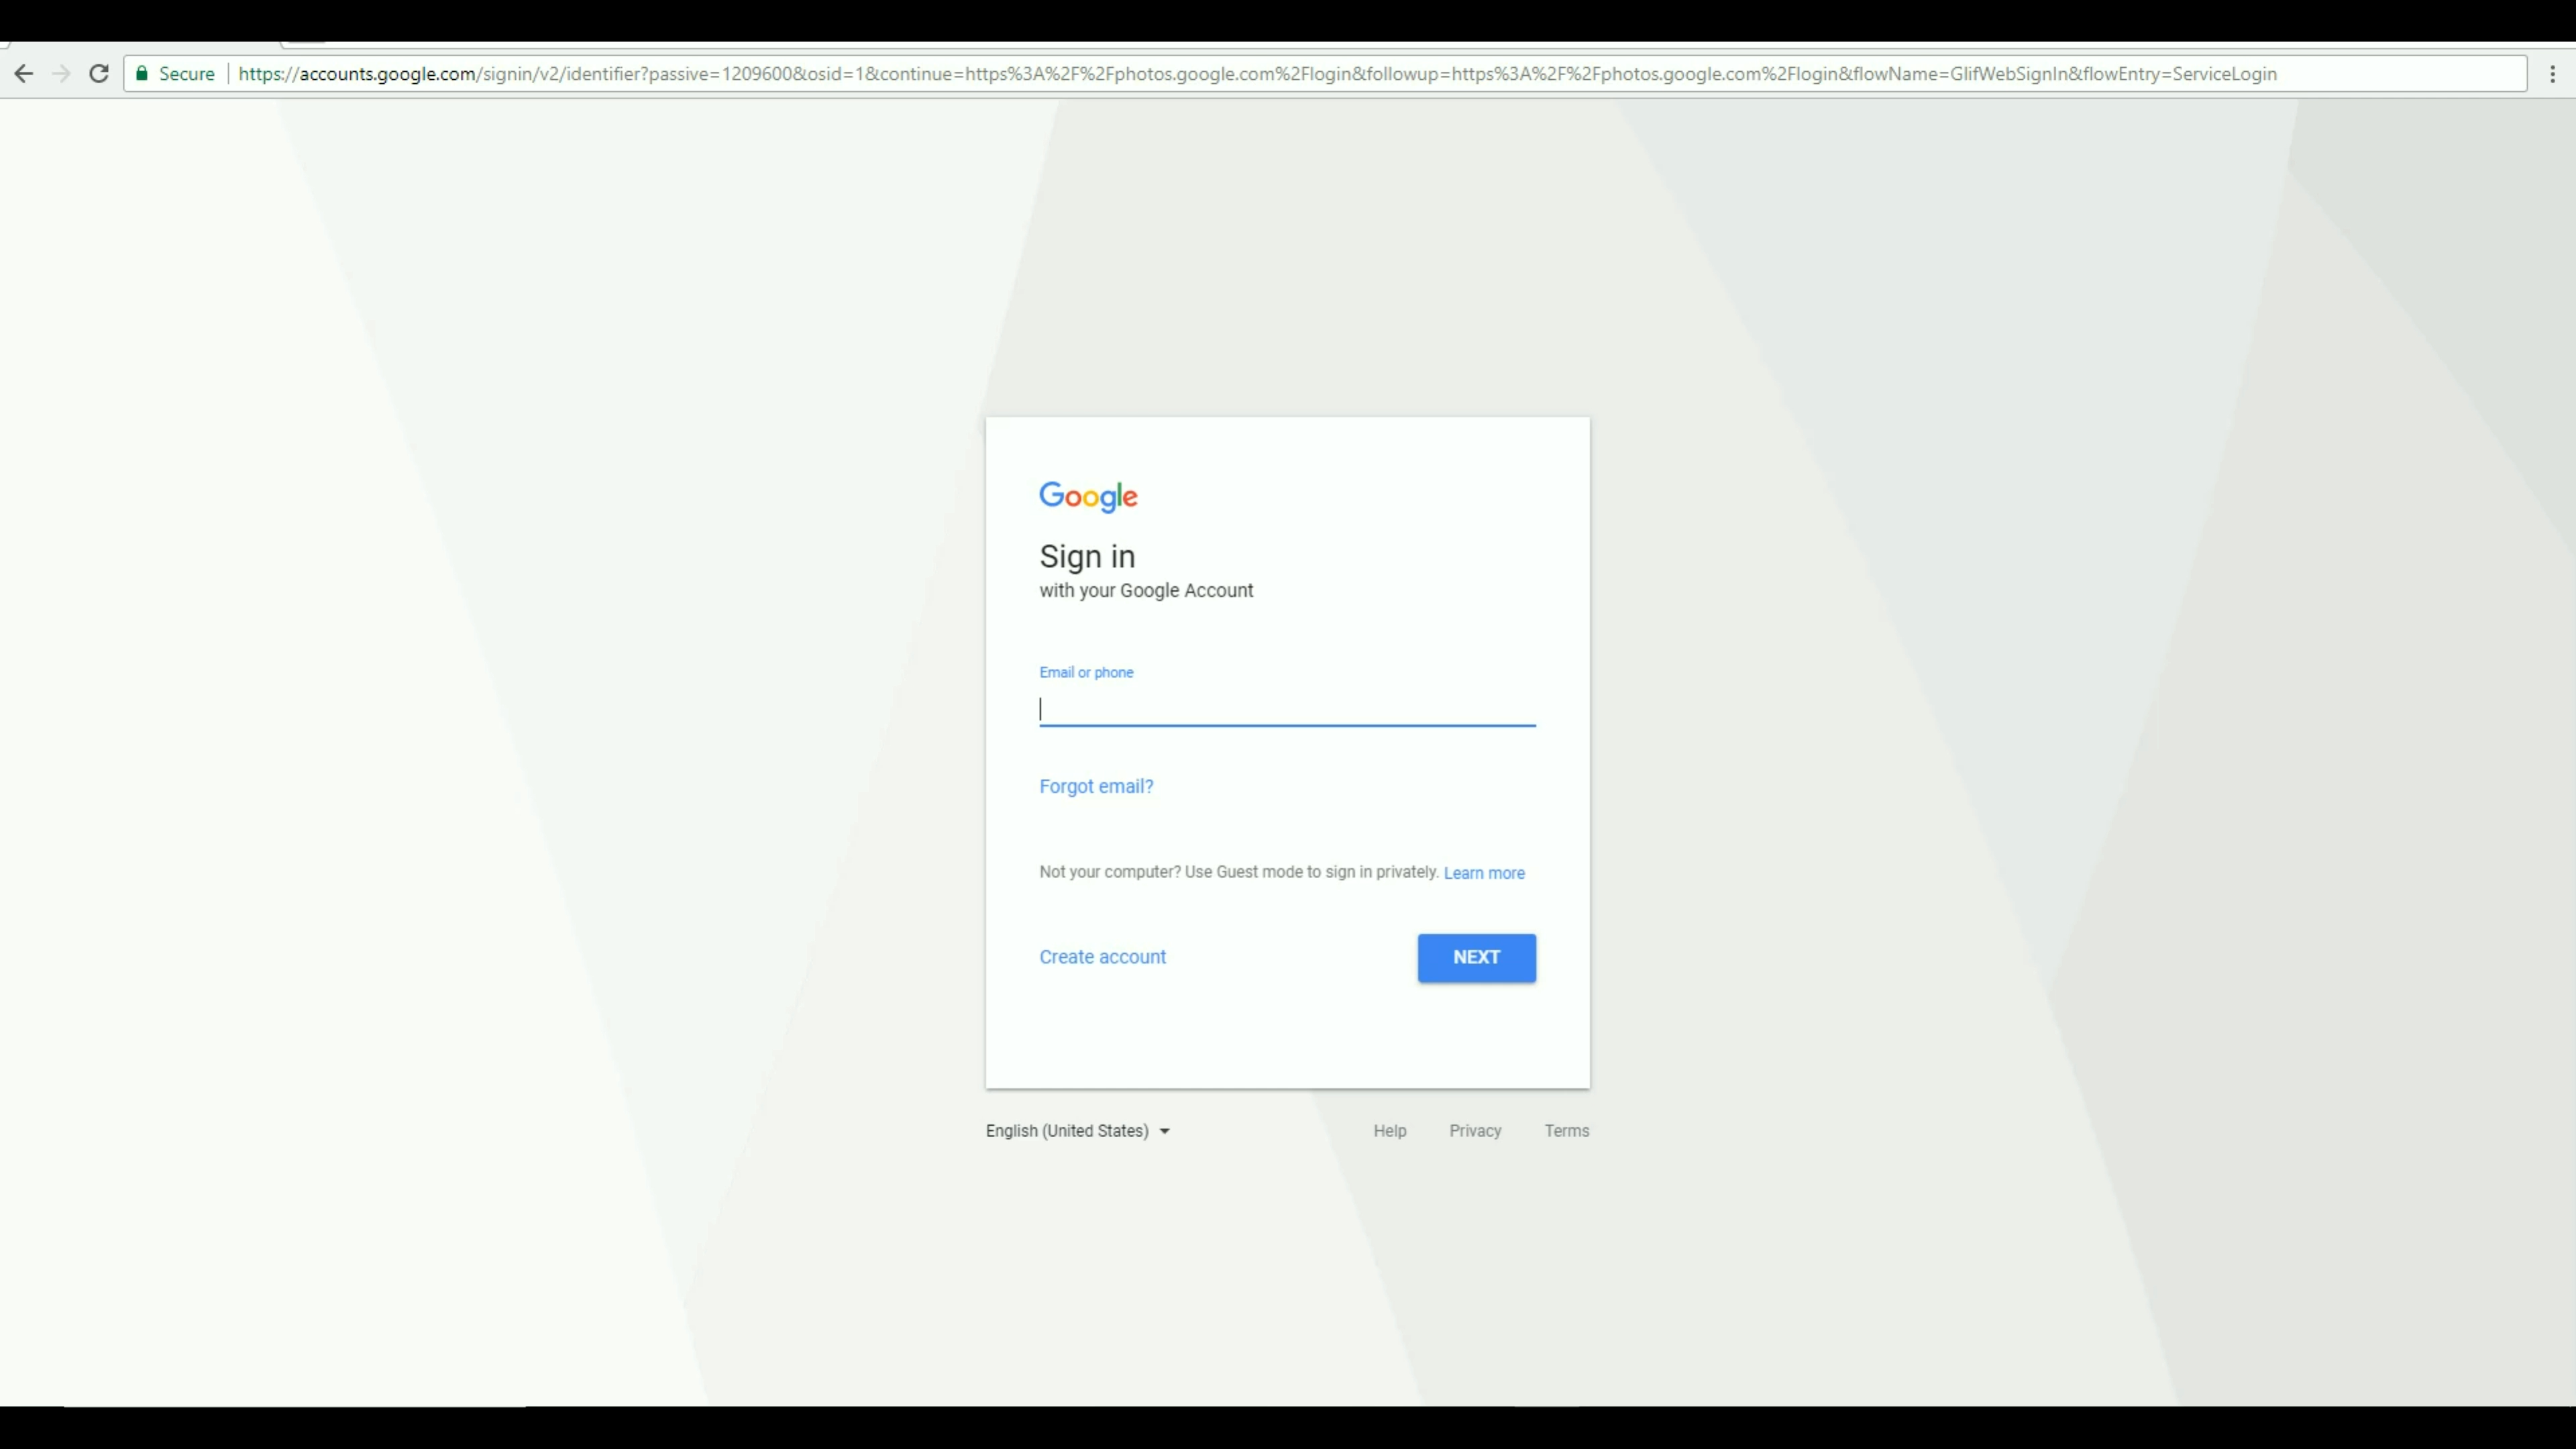 Secure https://accounts.google.com/signin/v2/identifier?passive=1209600&osid=1&continue=https%3A%2F%2Fphotos.google.com%2Flogin&followup=https%3A%2F%2Fphotos.google.com%2Flogin&flowName=GlifWebSignIn&flowEntry=ServiceLogin
Google
Sign in
with your Google Account
Email or phone
Forgot email?
Not your computer? Use Guest mode to sign in privately. Learn more
Create account NEXT
English (United States) Help Privacy Terms